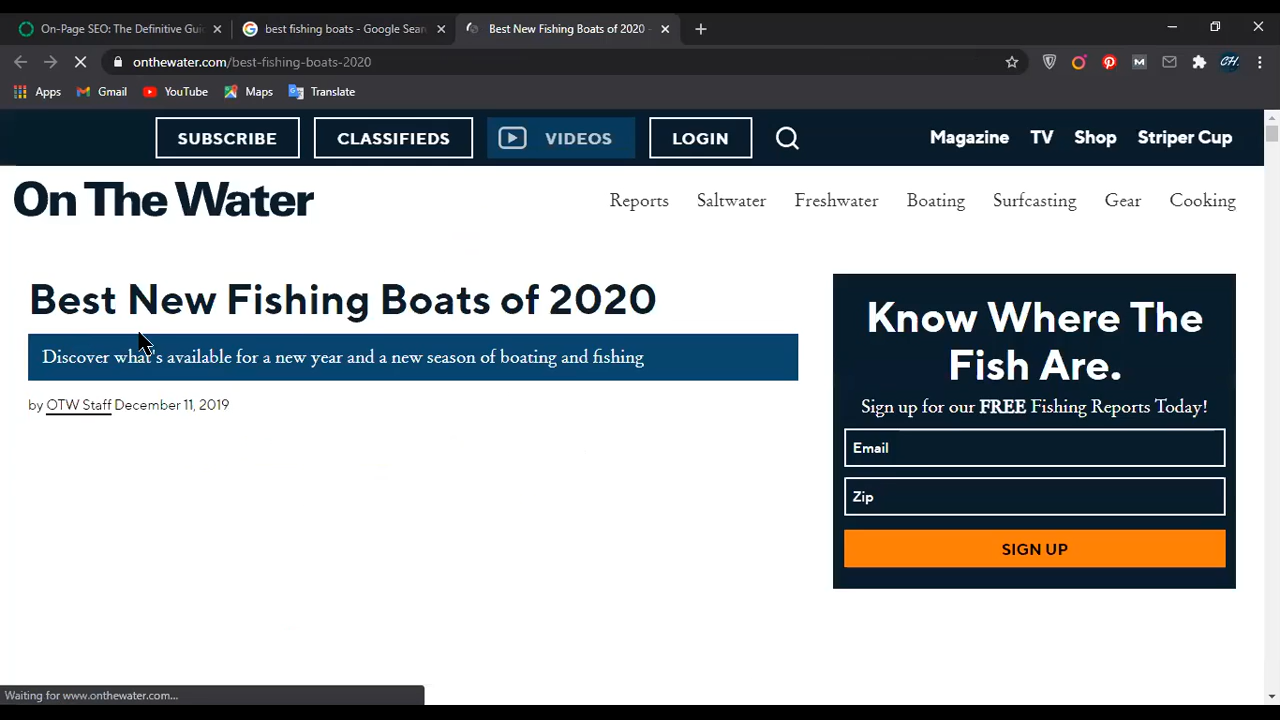 On-Page SEO: The Definitive Gui
best fishing boats - Google Sear
Best New Fishing Boats of 2020 -
onthewater.com/best-fishing-boats-2020
Apps Gmail YouTube Maps Translate
SUBSCRIBE CLASSIFIEDS VIDEOS LOGIN Magazine TV Shop Striper Cup
On The Water Reports Saltwater Freshwater Boating Surfcasting Gear Cooking
Best New Fishing Boats of 2020
Discover what's available for a new year and a new season of boating and fishing
by OTW Staff December 11, 2019
Know Where The
Fish Are.
Sign up for our FREE Fishing Reports Today!
Email
Zip
SIGN UP
Waiting for www.onthewater.com...